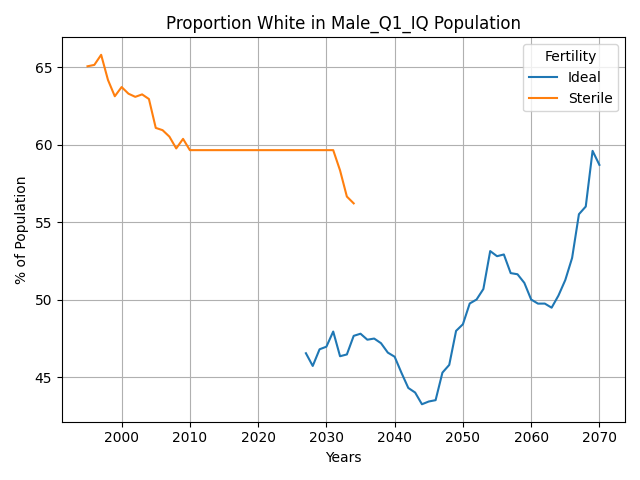 Proportion White in Male_Q1_IQ Population
Fertility
Ideal
Sterile
% of Population
65
60
55
50
45
2000 2010 2020 2030 2040 2050 2060 2070
Years